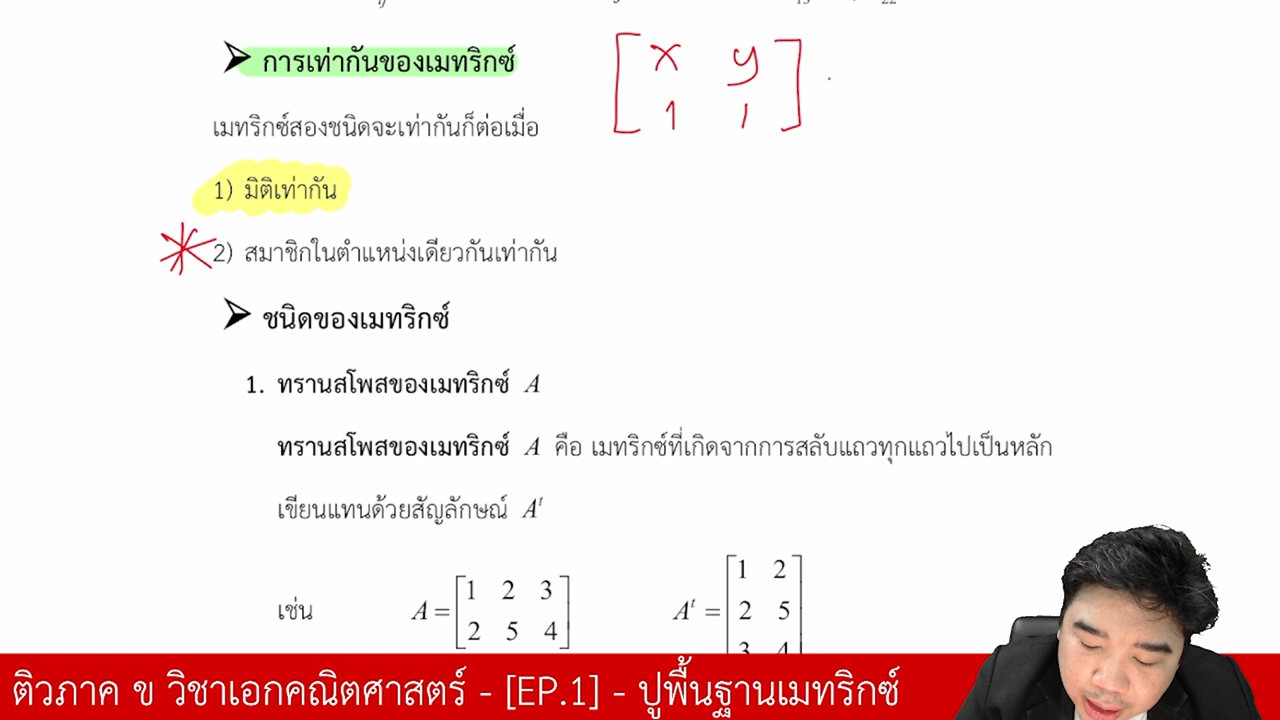 การเท่ากันของเมทริกซ์
x y
1 1
เมทริกซ์สองชนิดจะเท่ากันก็ต่อเมื่อ
1) มิติเท่ากัน
2) สมาชิกในตำแหน่งเดียวกันเท่ากัน
ชนิดของเมทริกซ์
1. ทรานสโพสของเมทริกซ์ A
ทรานสโพสของเมทริกซ์ A คือ เมทริกซ์ที่เกิดจากการสลับแถวทุกแถวไปเป็นหลัก
เขียนแทนด้วยสัญลักษณ์ Aᵗ
เช่น A = [1 2 3
2 5 4]
Aᵗ = [1 2
2 5
3 4]
ติวภาค ข วิชาเอกคณิตศาสตร์ - [EP.1] - ปูพื้นฐานเมทริกซ์